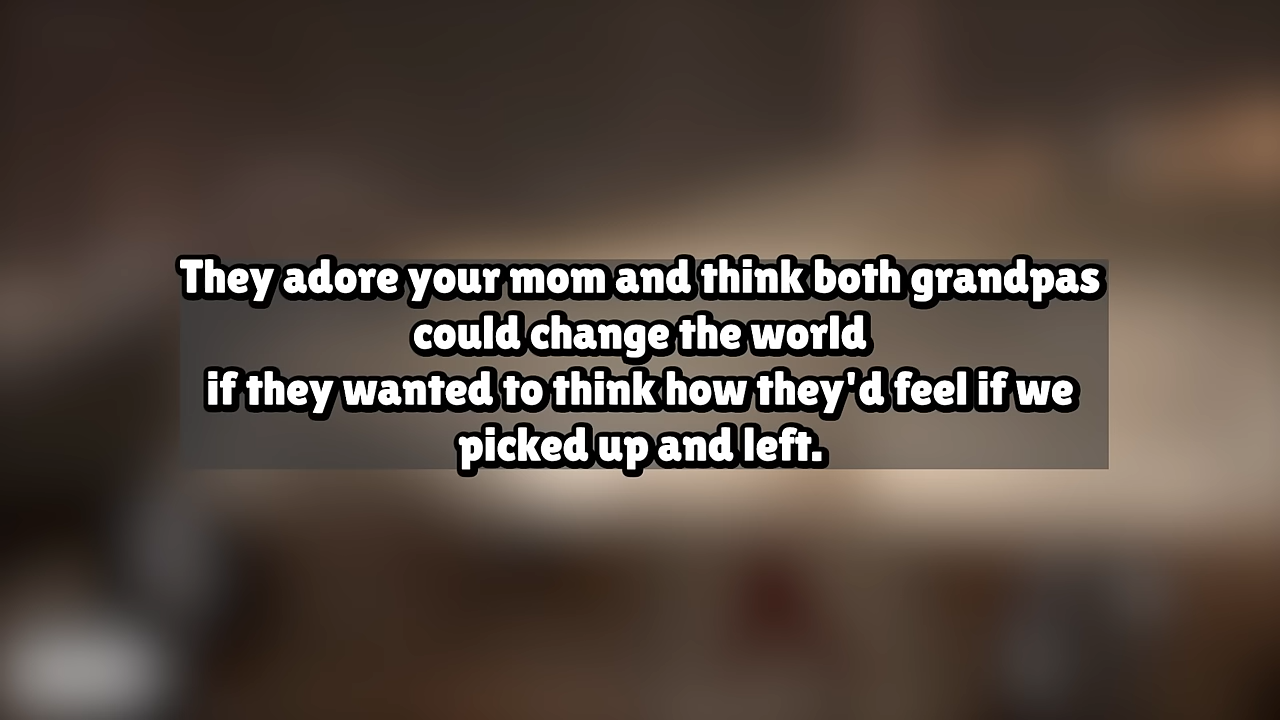 They adore your mom and think both grandpas
could change the world
if they wanted to think how they'd feel if we
picked up and left.